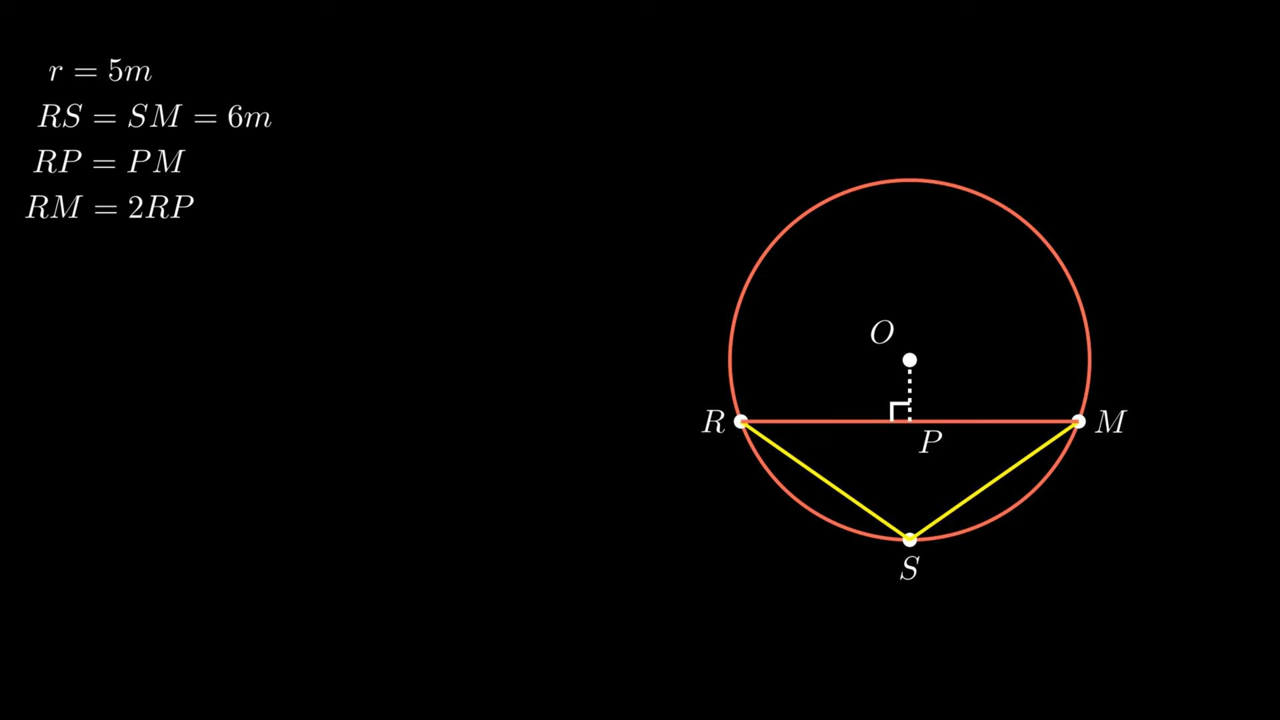 r = 5m
RS = SM = 6m
RP = PM
RM = 2RP
O
R
P
M
S